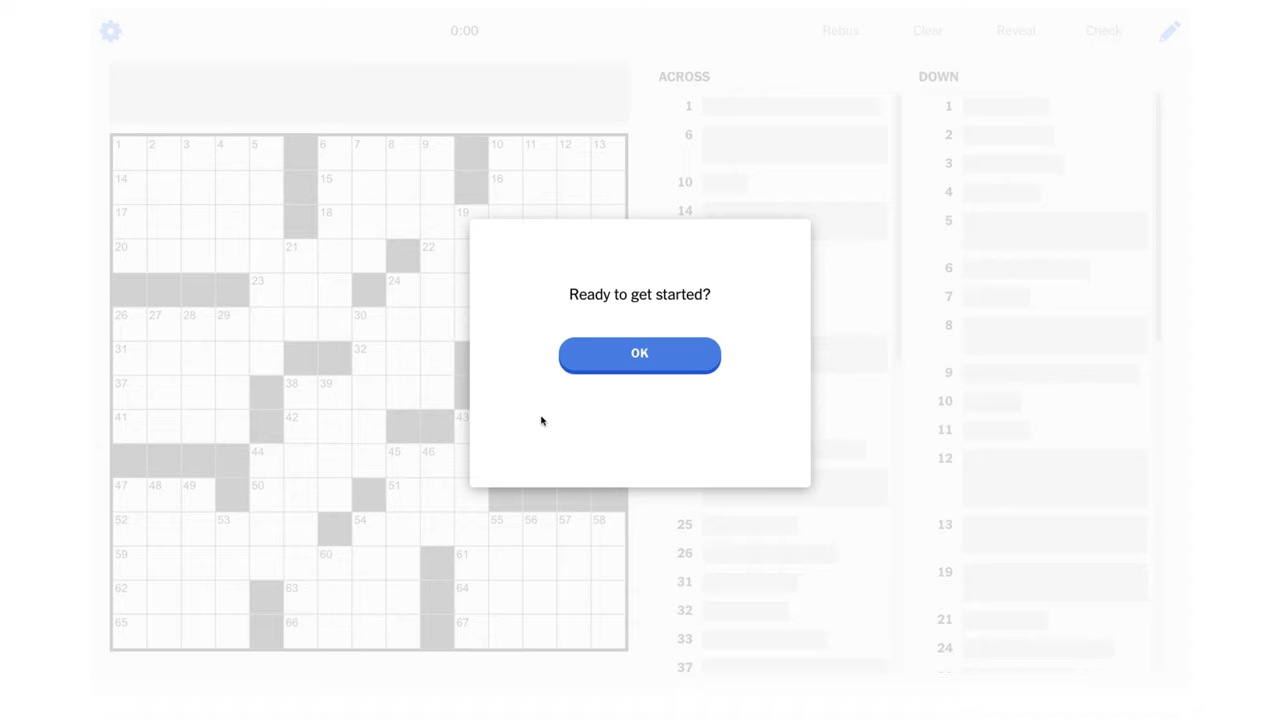 0:00 Rebus Clear Reveal Check
ACROSS
1
6
10
14
25
26
31
32
33
37
DOWN
1
2
3
4
5
6
7
8
9
10
11
12
13
19
21
24
1 2 3 4 5 6 7 8 9 10 11 12 13
14 15 16
17 18 19
20 21 22
23 24
26 27 28 29 30
31 32
37 38 39
41 42 43
44 45 46
47 48 49 50 51
52 53 54 55 56 57 58
59 60 61
62 63 64
65 66 67
Ready to get started?
OK